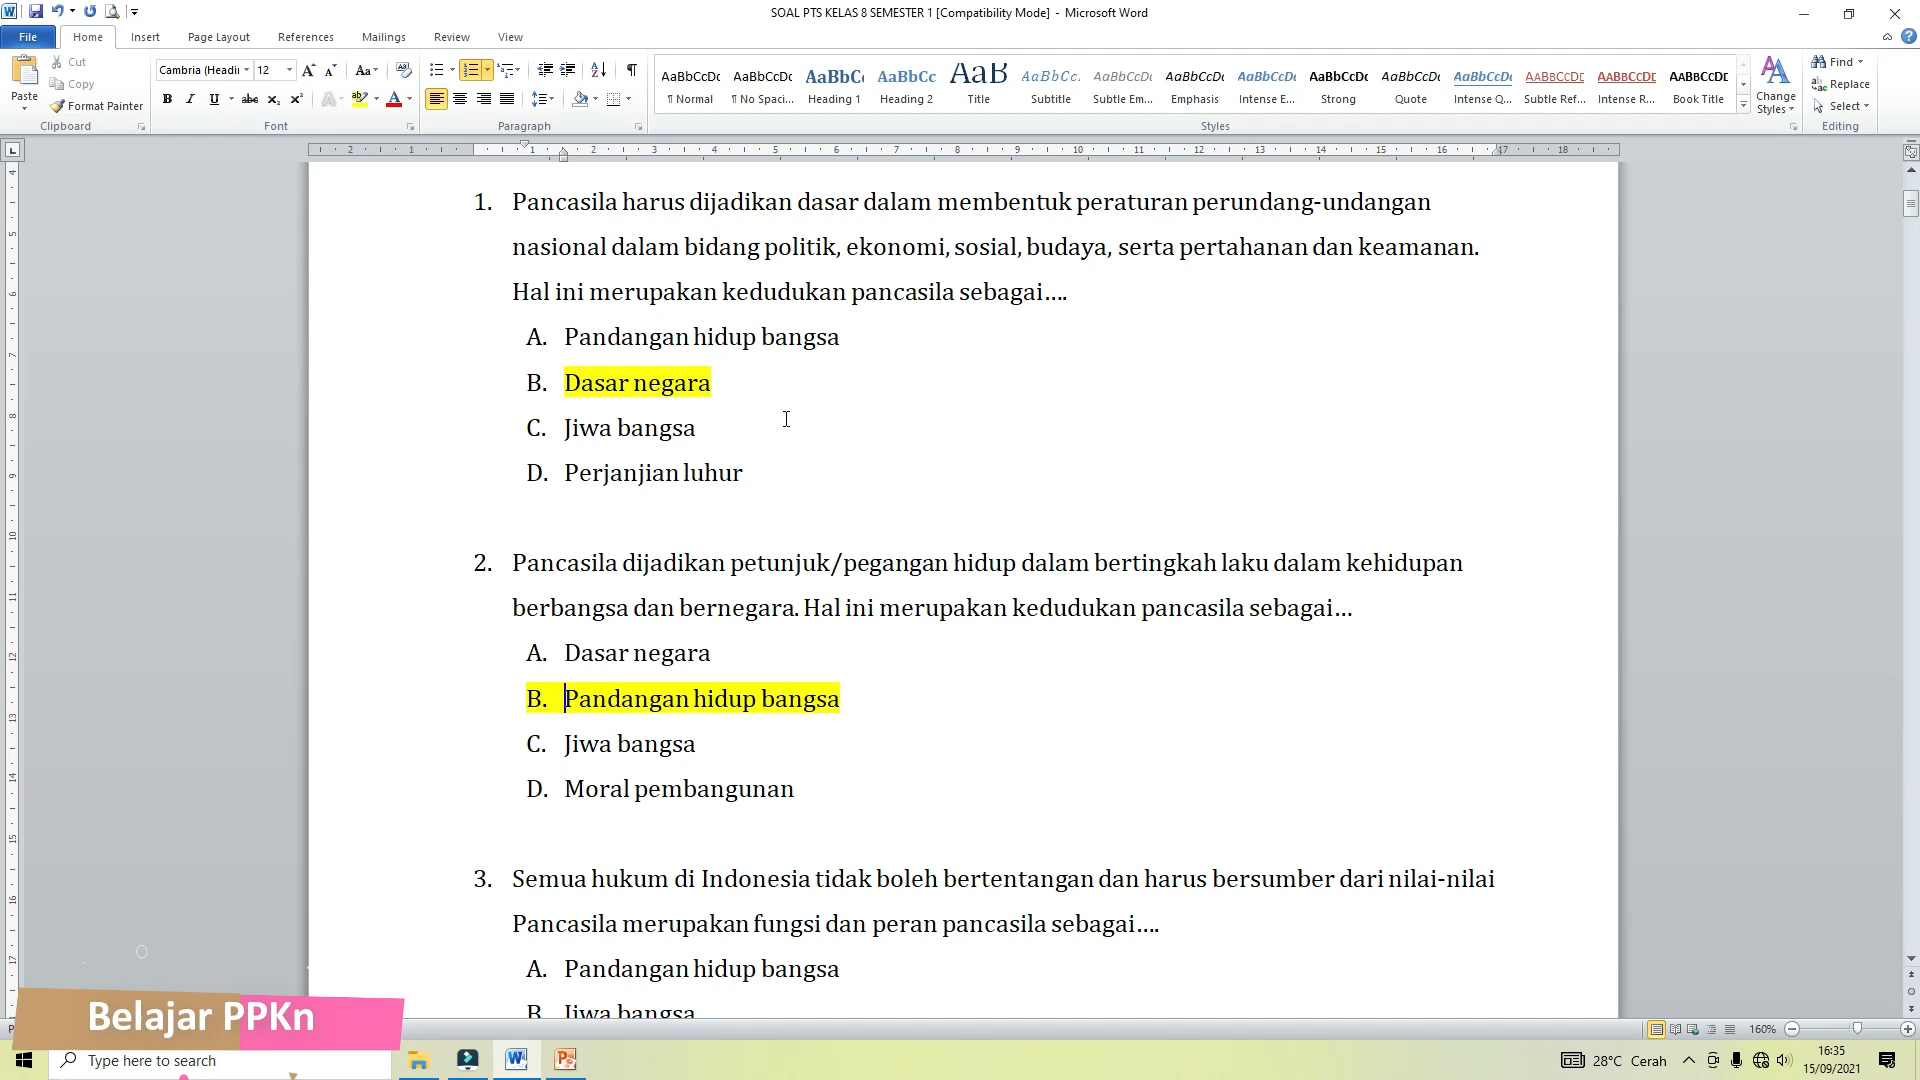 SOAL PTS KELAS 8 SEMESTER 1 [Compatibility Mode] - Microsoft Word
File Home Insert Page Layout References Mailings Review View
Paste
Cut
Copy
Format Painter
Clipboard
Cambria (Headi 12
Font
Paragraph
AaBbCcDc AaBbCcDc AaBbC AaBbCc AaB AaBbCc. AaBbCcDc AaBbCcDc AaBbCcDc AaBbCcDc AaBbCcDc AaBbCcDc AABBCCDE AABBCCDE AABBCCDE
¶ Normal ¶ No Spaci... Heading 1 Heading 2 Title Subtitle Subtle Em... Emphasis Intense E... Strong Quote Intense Q... Subtle Ref... Intense R... Book Title
Styles
Change Styles
Find
Replace
Select
Editing
1. Pancasila harus dijadikan dasar dalam membentuk peraturan perundang-undangan
nasional dalam bidang politik, ekonomi, sosial, budaya, serta pertahanan dan keamanan.
Hal ini merupakan kedudukan pancasila sebagai....
A. Pandangan hidup bangsa
B. Dasar negara
C. Jiwa bangsa
D. Perjanjian luhur
2. Pancasila dijadikan petunjuk/pegangan hidup dalam bertingkah laku dalam kehidupan
berbangsa dan bernegara. Hal ini merupakan kedudukan pancasila sebagai...
A. Dasar negara
B. Pandangan hidup bangsa
C. Jiwa bangsa
D. Moral pembangunan
3. Semua hukum di Indonesia tidak boleh bertentangan dan harus bersumber dari nilai-nilai
Pancasila merupakan fungsi dan peran pancasila sebagai....
A. Pandangan hidup bangsa
B. Jiwa bangsa
Belajar PPKn
160%
Type here to search
28°C Cerah
16:35
15/09/2021